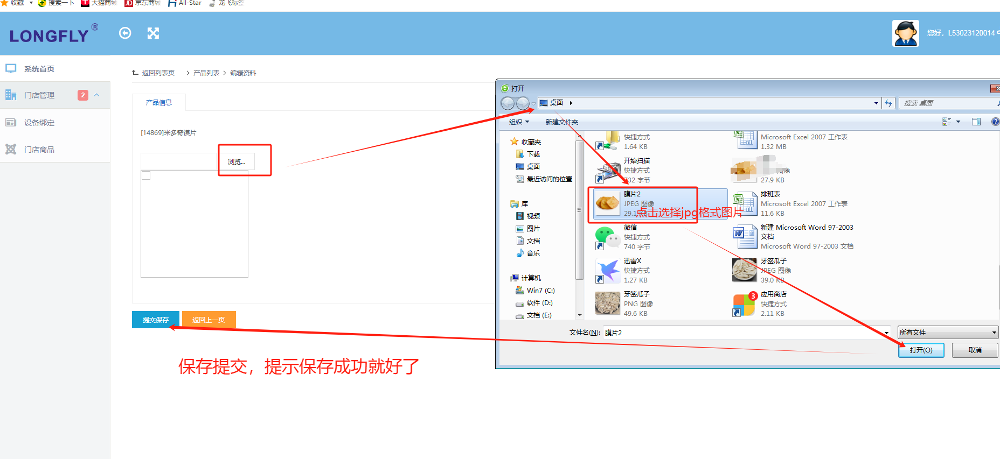 收藏
搜索一下
天猫商城
JD 京东商城
All-Star
龙飞标签
LONGFLY®
您好，L53023120014
系统首页
门店管理
2
设备绑定
门店商品
返回列表页 > 产品列表 > 编辑资料
产品信息
[14869]米多奇馍片
浏览...
提交保存
返回上一页
保存提交，提示保存成功就好了
打开
桌面
搜索 桌面
组织
新建文件夹
收藏夹
下载
桌面
最近访问的位置
库
视频
图片
文档
音乐
计算机
Win7 (C:)
软件 (D:)
文档 (E:)
快捷方式
1.64 KB
Microsoft Excel 2007 工作表
1.32 MB
开始扫描
快捷方式
732 字节
图像
27.9 KB
膜片2
JPEG 图像
29.1 KB
点击选择jpg格式图片
排班表
Microsoft Excel 2007 工作表
11.6 KB
微信
快捷方式
740 字节
新建 Microsoft Word 97-2003
文档
Microsoft Word 97-2003 文档
迅雷X
快捷方式
1.27 KB
牙签瓜子
JPEG 图像
39.0 KB
牙签瓜子
PNG 图像
49.6 KB
3
应用商店
快捷方式
2.11 KB
文件名(N):
膜片2
所有文件
打开(O)
取消